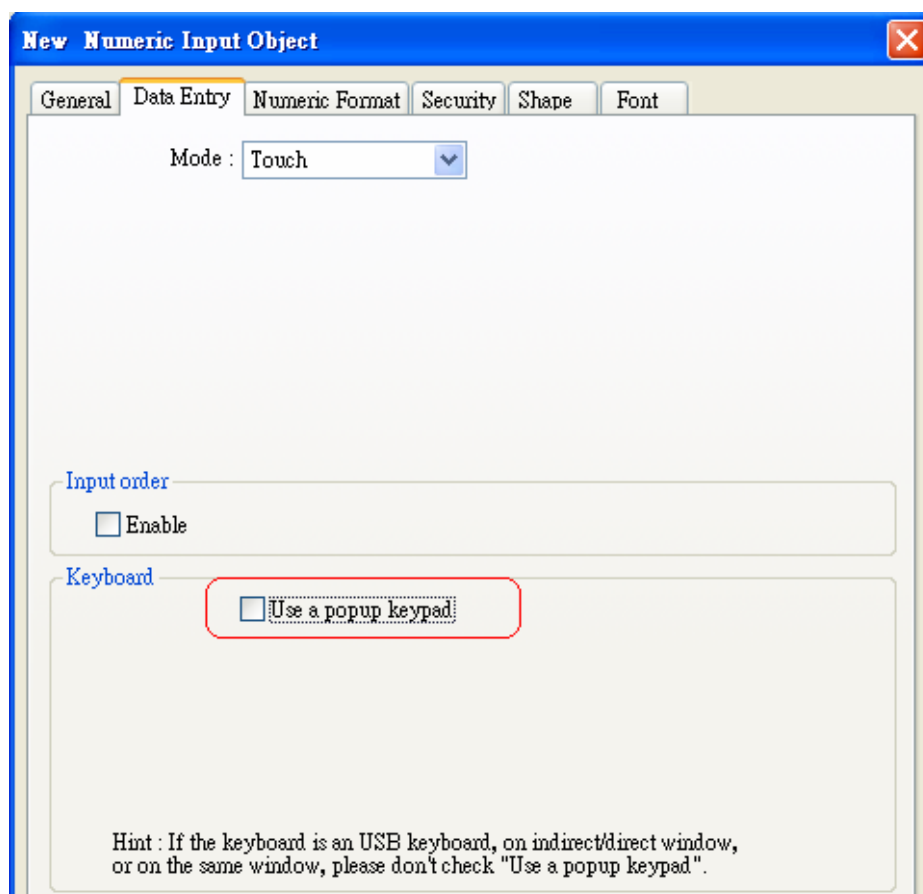 New Numeric Input Object
General Data Entry Numeric Format Security Shape Font
Mode : Touch
Input order
Enable
Keyboard
Use a popup keypad
Hint : If the keyboard is an USB keyboard, on indirect/direct window,
or on the same window, please don't check "Use a popup keypad".